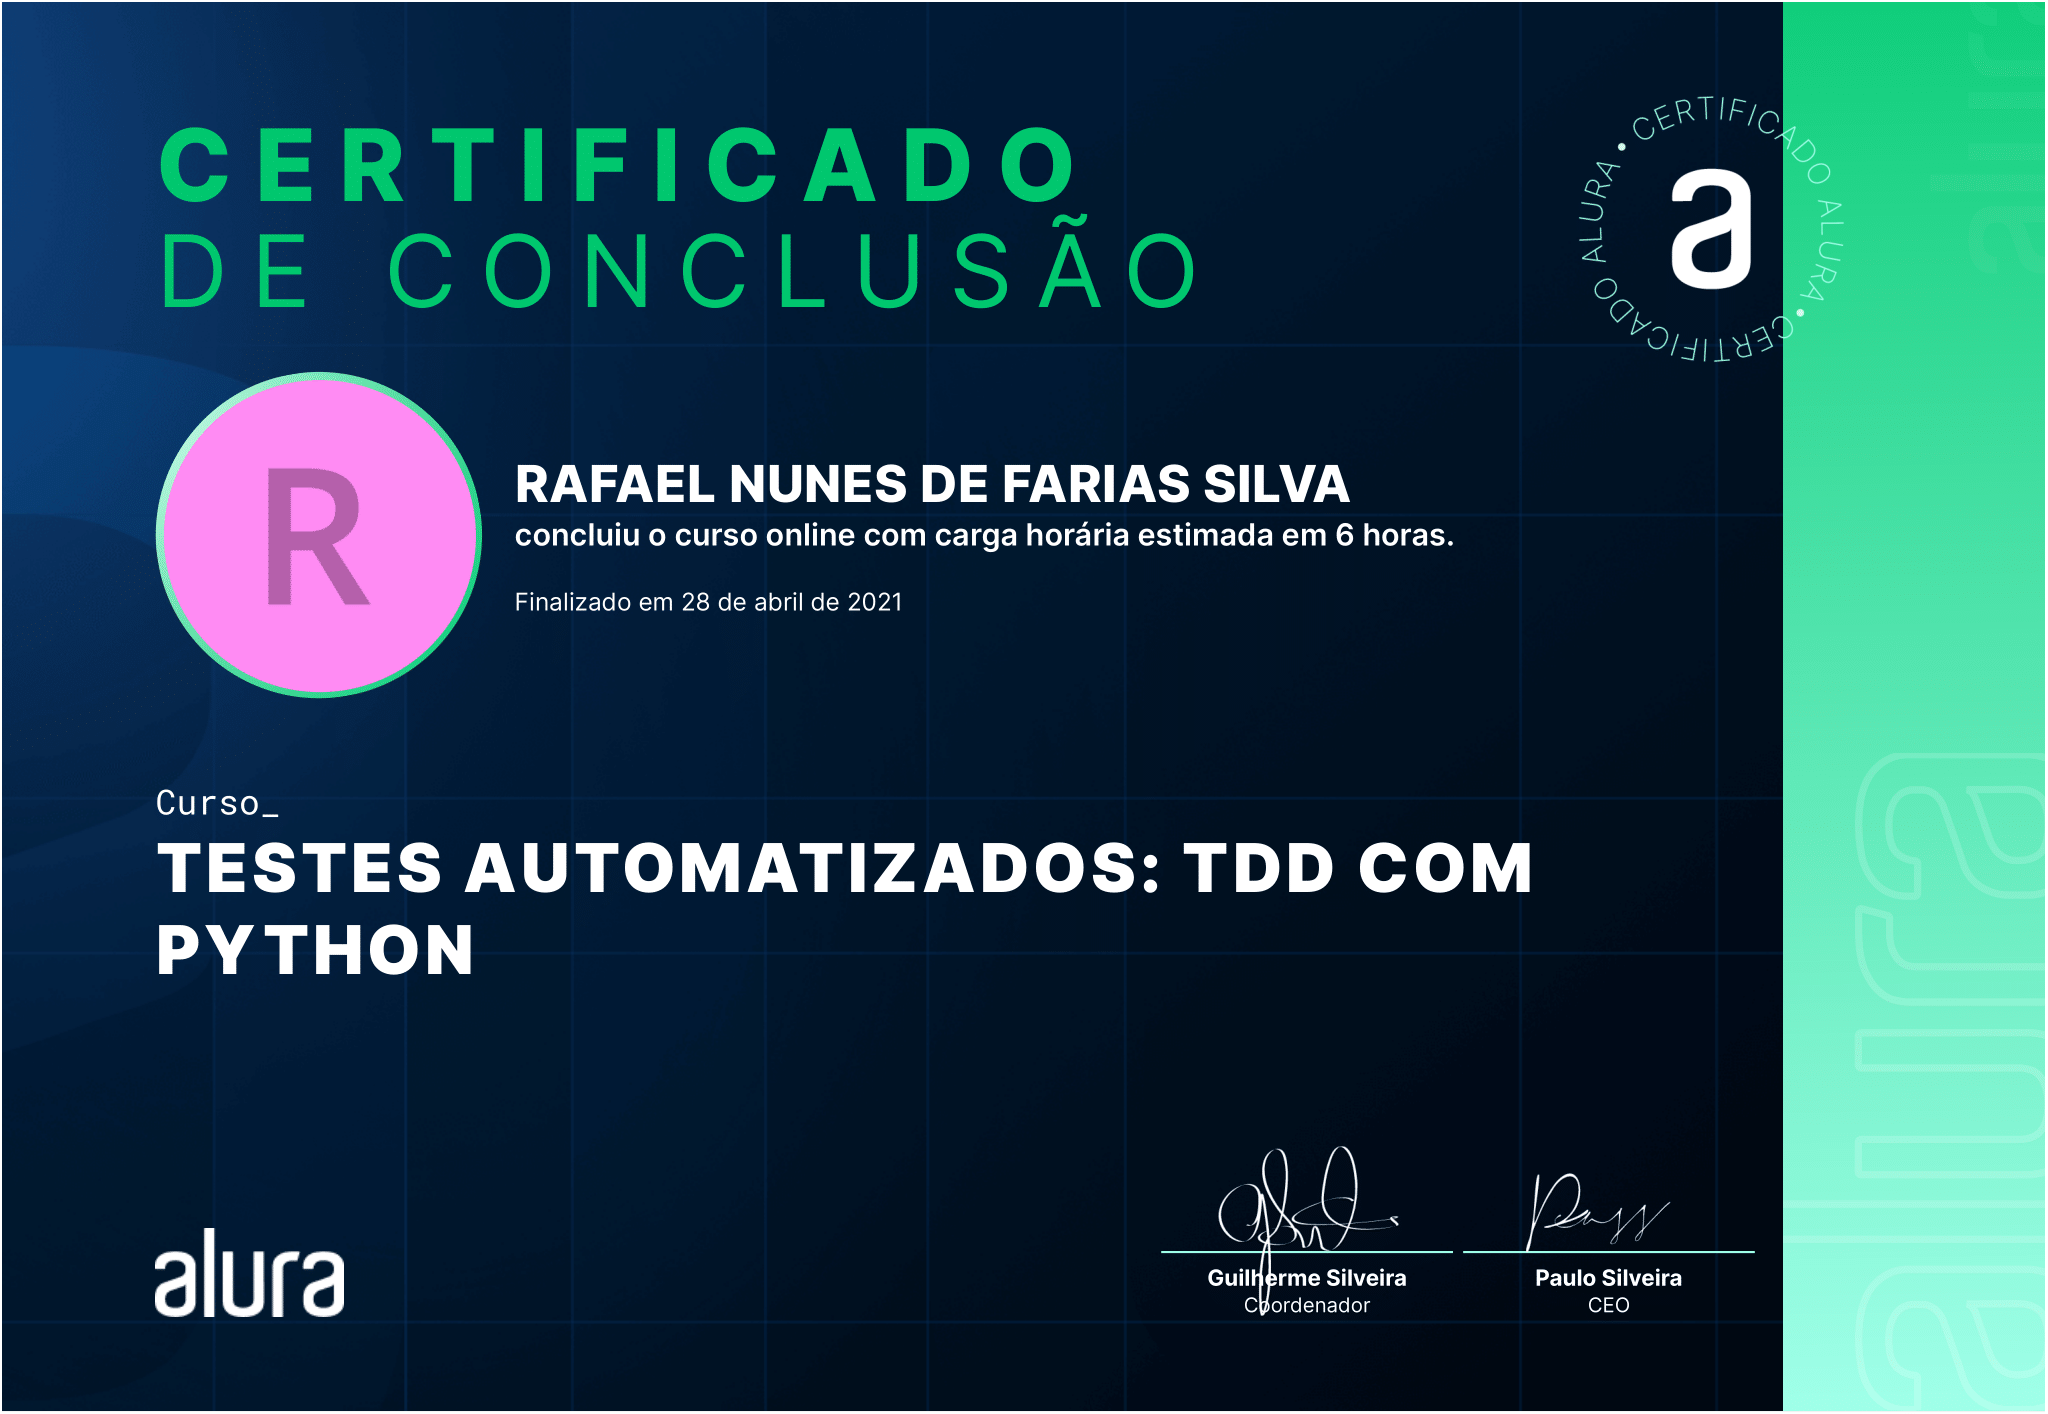 CERTIFICADO
DE CONCLUSÃO
CERTIFICADO ALURA • CERTIFICADO ALURA •
a
R
RAFAEL NUNES DE FARIAS SILVA
concluiu o curso online com carga horária estimada em 6 horas.
Finalizado em 28 de abril de 2021
Curso_
TESTES AUTOMATIZADOS: TDD COM
PYTHON
alura
Guilherme Silveira
Coordenador
Paulo Silveira
CEO
alura
alura